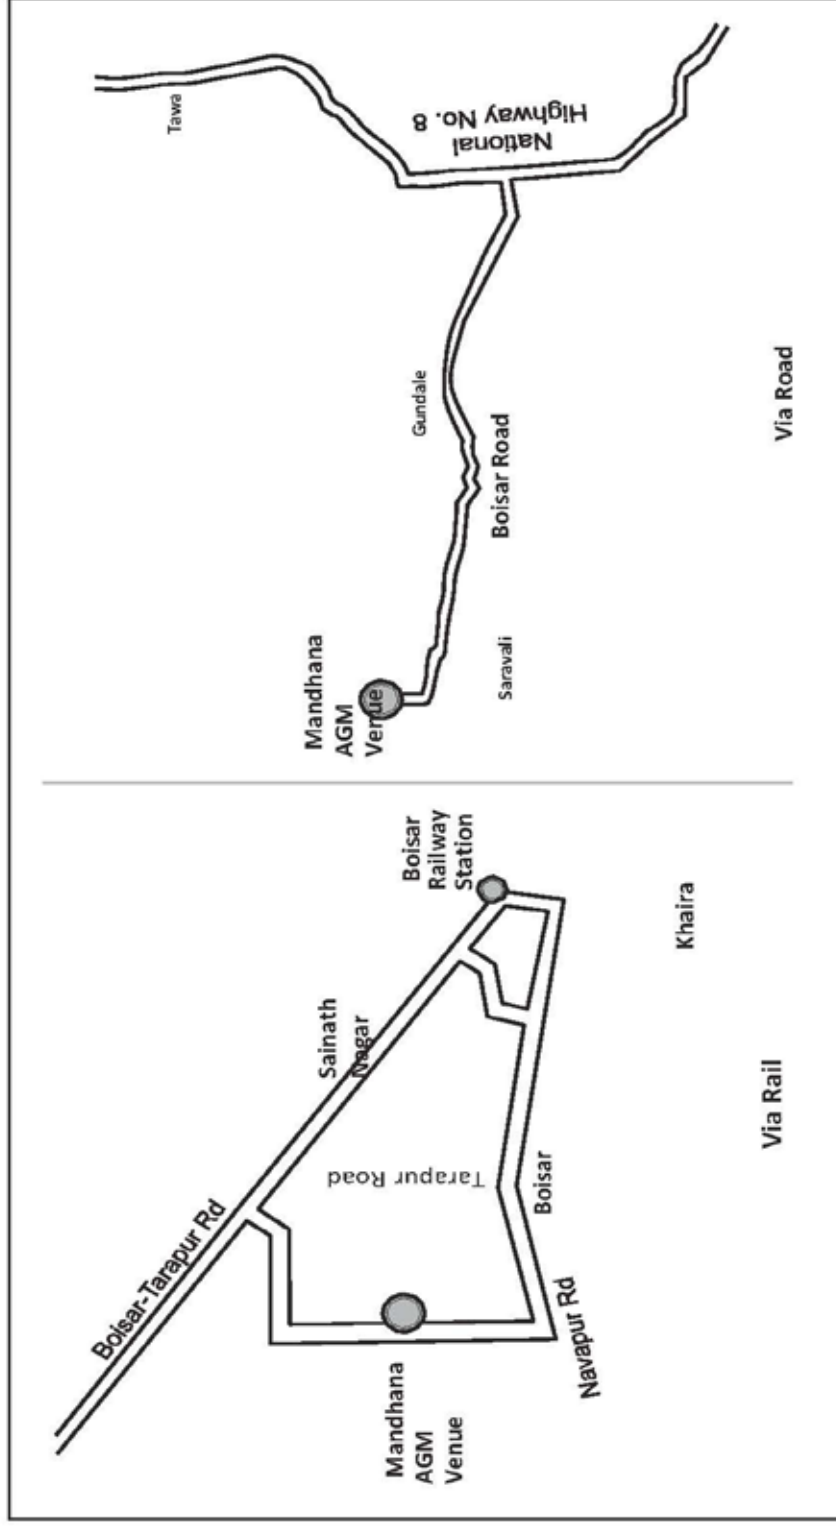 Boisar-Tarapur Rd
Sainath
Nagar
Boisar
Railway
Station
Tarapur Road
Mandhana
AGM
Venue
Boisar
Navapur Rd
Khaira
Via Rail
Tawa
National
Highway No. 8
Mandhana
AGM
Venue
Gundale
Boisar Road
Saravali
Via Road